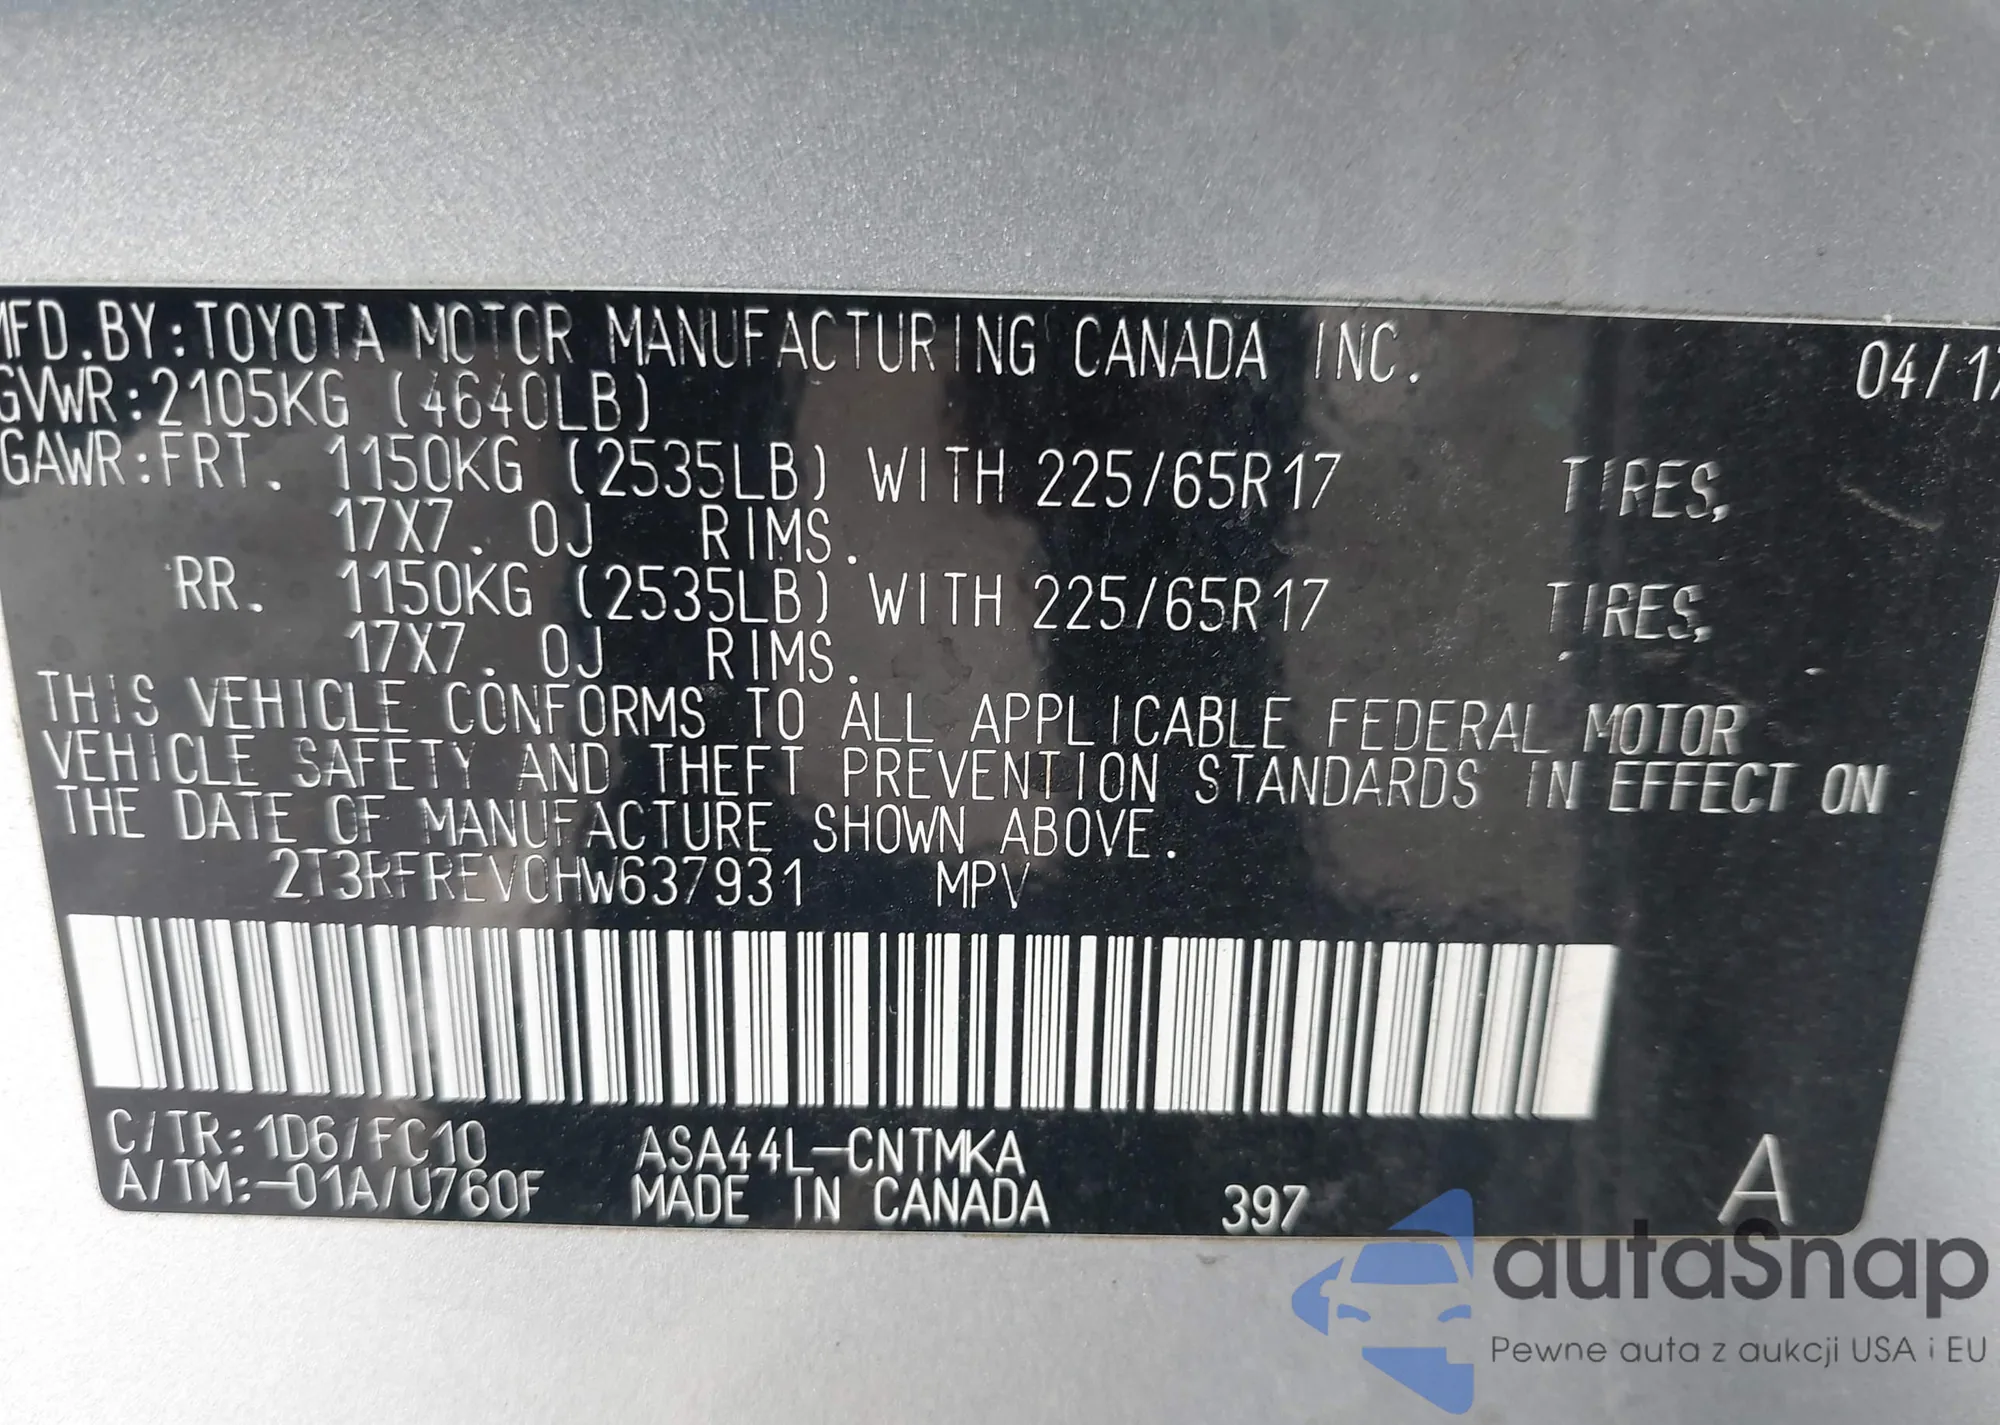 MFD.BY:TOYOTA MOTOR MANUFACTURING CANADA INC. 04/17
GVWR:2105KG (4640LB)
GAWR:FRT. 1150KG (2535LB) WITH 225/65R17 TIRES,
17X7.0J RIMS.
RR. 1150KG (2535LB) WITH 225/65R17 TIRES,
17X7.0J RIMS.
THIS VEHICLE CONFORMS TO ALL APPLICABLE FEDERAL MOTOR
VEHICLE SAFETY AND THEFT PREVENTION STANDARDS IN EFFECT ON
THE DATE OF MANUFACTURE SHOWN ABOVE.
2T3RFREV0HW637931 MPV
C/TR:1D6/FC10 ASA44L-CNTMKA A
A/TM:-01A/U760F MADE IN CANADA 397
autaSnap
Pewne auta z aukcji USA i EU